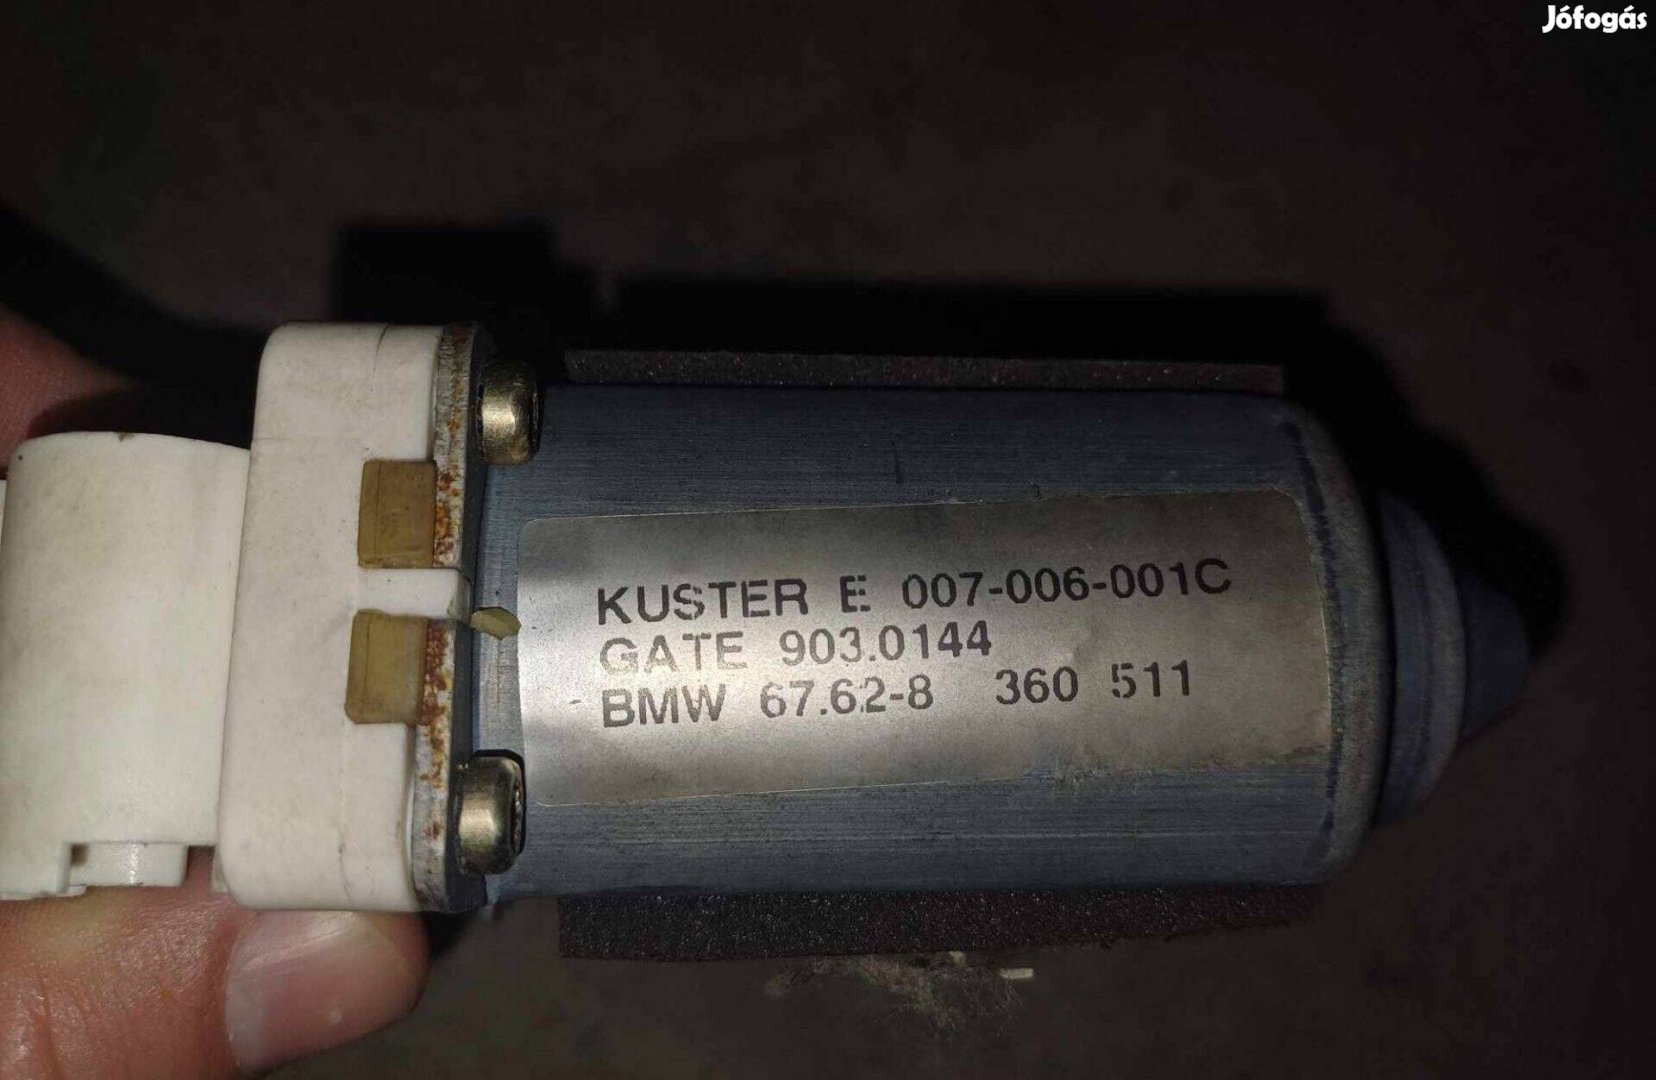 Jófogás
KUSTER E 007-006-001C
GATE 903.0144
BMW 67.62-8 360 511